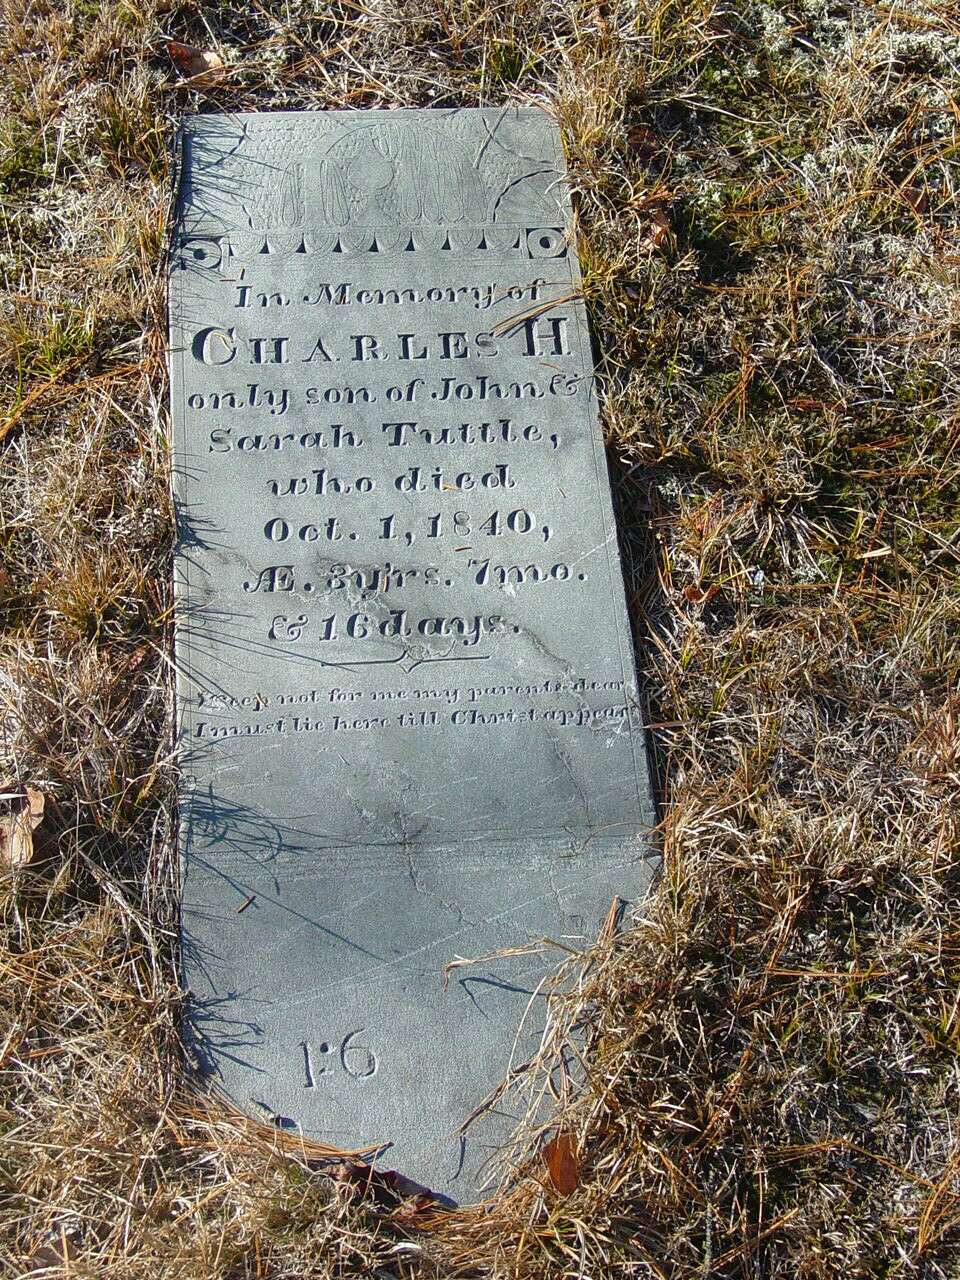 In Memory of
CHARLES H
only son of John &
Sarah Tuttle,
who died
Oct. 1, 1840,
Æ. 3 y'rs. 7 mo.
& 16 days.
Weep not for me my parents dear
I must lie here till Christ appear
1:6